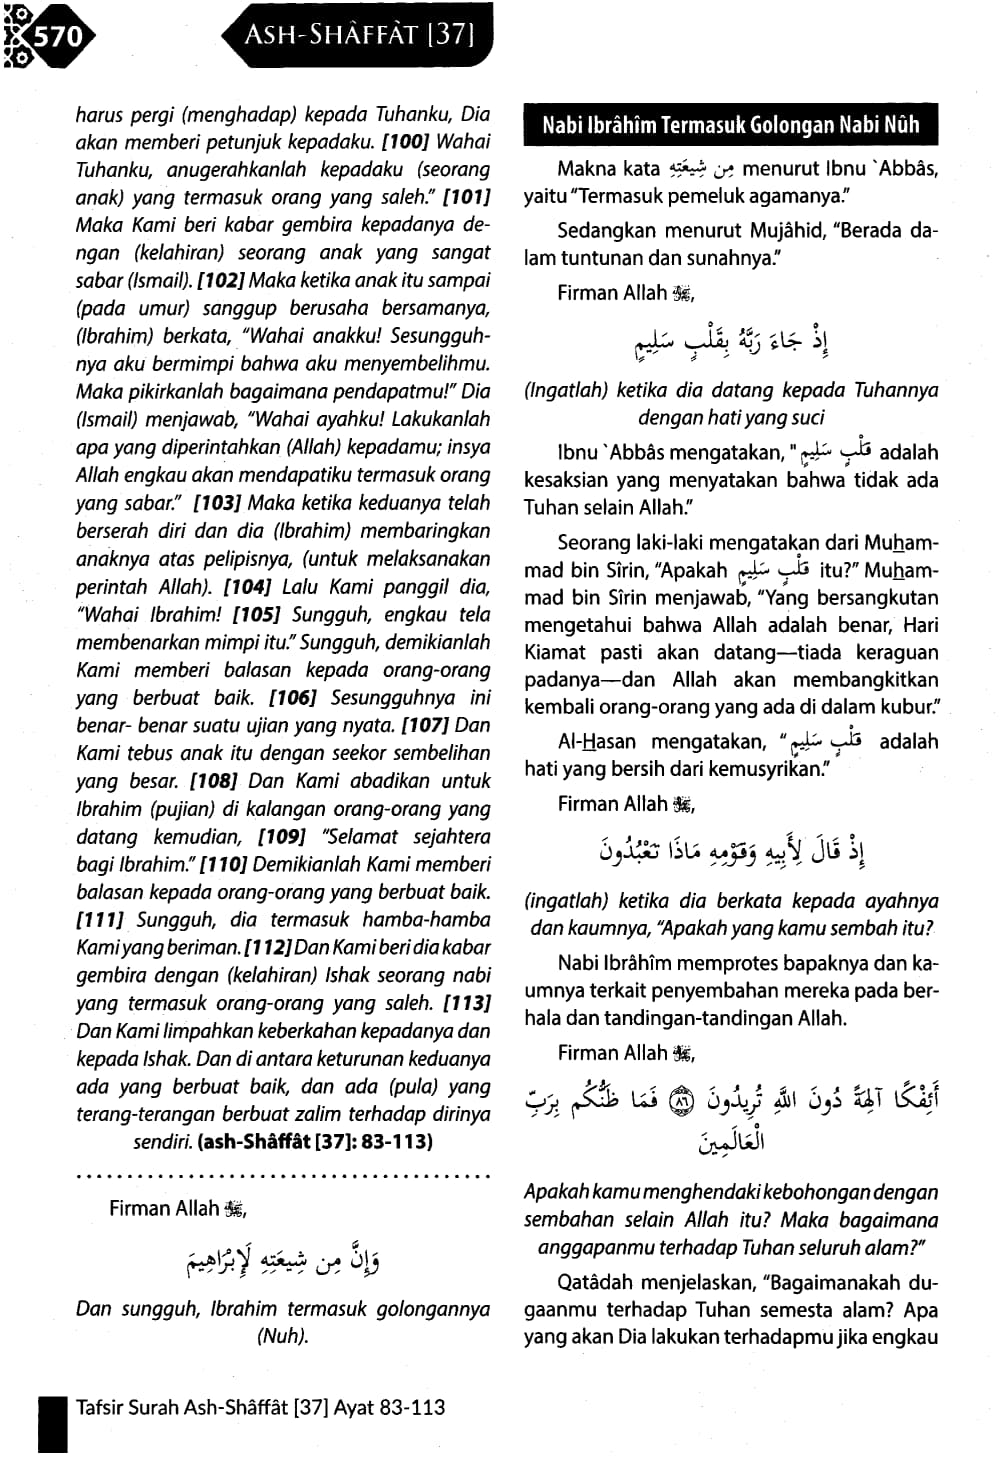 570
ASH-SHÂFFÀT [37]
harus pergi (menghadap) kepada Tuhanku, Dia
akan memberi petunjuk kepadaku. [100] Wahai
Tuhanku, anugerahkanlah kepadaku (seorang
anak) yang termasuk orang yang saleh." [101]
Maka Kami beri kabar gembira kepadanya de-
ngan (kelahiran) seorang anak yang sangat
sabar (Ismail). [102] Maka ketika anak itu sampai
(pada umur) sanggup berusaha bersamanya,
(Ibrahim) berkata, “Wahai anakku! Sesungguh-
nya aku bermimpi bahwa aku menyembelihmu.
Maka pikirkanlah bagaimana pendapatmu!” Dia
(Ismail) menjawab, “Wahai ayahku! Lakukanlah
apa yang diperintahkan (Allah) kepadamu; insya
Allah engkau akan mendapatiku termasuk orang
yang sabar.” [103] Maka ketika keduanya telah
berserah diri dan dia (Ibrahim) membaringkan
anaknya atas pelipisnya, (untuk melaksanakan
perintah Allah). [104] Lalu Kami panggil dia,
“Wahai Ibrahim! [105] Sungguh, engkau tela
membenarkan mimpi itu.” Sungguh, demikianlah
Kami memberi balasan kepada orang-orang
yang berbuat baik. [106] Sesungguhnya ini
benar- benar suatu ujian yang nyata. [107] Dan
Kami tebus anak itu dengan seekor sembelihan
yang besar. [108] Dan Kami abadikan untuk
Ibrahim (pujian) di kalangan orang-orang yang
datang kemudian, [109] “Selamat sejahtera
bagi Ibrahim.” [110] Demikianlah Kami memberi
balasan kepada orang-orang yang berbuat baik.
[111] Sungguh, dia termasuk hamba-hamba
Kami yang beriman. [112] Dan Kami beri dia kabar
gembira dengan (kelahiran) Ishak seorang nabi
yang termasuk orang-orang yang saleh. [113]
Dan Kami limpahkan keberkahan kepadanya dan
kepada Ishak. Dan di antara keturunan keduanya
ada yang berbuat baik, dan ada (pula) yang
terang-terangan berbuat zalim terhadap dirinya
sendiri. (ash-Shâffât [37]: 83-113)
Firman Allah ﷻ,
وَإِنَّ مِن شِيعَتِهِ لَإِبْرَاهِيمَ
Dan sungguh, Ibrahim termasuk golongannya
(Nuh).
Nabi Ibrâhîm Termasuk Golongan Nabi Nûh
Makna kata مِن شِيعَتِهِ menurut Ibnu `Abbâs,
yaitu “Termasuk pemeluk agamanya.”
Sedangkan menurut Mujâhid, “Berada da-
lam tuntunan dan sunahnya.”
Firman Allah ﷻ,
إِذْ جَاءَ رَبَّهُ بِقَلْبٍ سَلِيمٍ
(Ingatlah) ketika dia datang kepada Tuhannya
dengan hati yang suci
Ibnu `Abbâs mengatakan, "قَلْبٍ سَلِيمٍ adalah
kesaksian yang menyatakan bahwa tidak ada
Tuhan selain Allah.”
Seorang laki-laki mengatakan dari Muham-
mad bin Sîrin, “Apakah قَلْبٍ سَلِيمٍ itu?” Muham-
mad bin Sîrin menjawab, “Yang bersangkutan
mengetahui bahwa Allah adalah benar, Hari
Kiamat pasti akan datang—tiada keraguan
padanya—dan Allah akan membangkitkan
kembali orang-orang yang ada di dalam kubur.”
Al-Hasan mengatakan, “قَلْبٍ سَلِيمٍ adalah
hati yang bersih dari kemusyrikan.”
Firman Allah ﷻ,
إِذْ قَالَ لِأَبِيهِ وَقَوْمِهِ مَاذَا تَعْبُدُونَ
(ingatlah) ketika dia berkata kepada ayahnya
dan kaumnya, “Apakah yang kamu sembah itu?
Nabi Ibrâhîm memprotes bapaknya dan ka-
umnya terkait penyembahan mereka pada ber-
hala dan tandingan-tandingan Allah.
Firman Allah ﷻ,
أَئِفْكًا آلِهَةً دُونَ اللَّهِ تُرِيدُونَ ﴿٨٦﴾ فَمَا ظَنُّكُم بِرَبِّ
الْعَالَمِينَ
Apakah kamu menghendaki kebohongan dengan
sembahan selain Allah itu? Maka bagaimana
anggapanmu terhadap Tuhan seluruh alam?”
Qatâdah menjelaskan, “Bagaimanakah du-
gaanmu terhadap Tuhan semesta alam? Apa
yang akan Dia lakukan terhadapmu jika engkau
Tafsir Surah Ash-Shâffât [37] Ayat 83-113